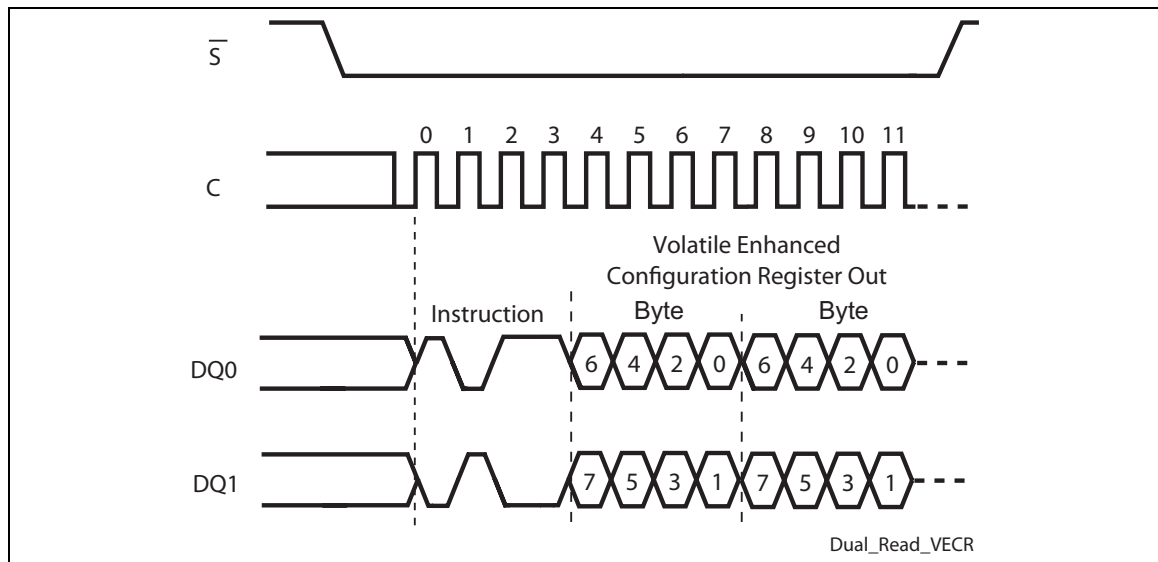 S
0 1 2 3 4 5 6 7 8 9 10 11
C
Volatile Enhanced
Configuration Register Out
Instruction Byte Byte
DQ0 6 4 2 0 6 4 2 0
DQ1 7 5 3 1 7 5 3 1
Dual_Read_VECR